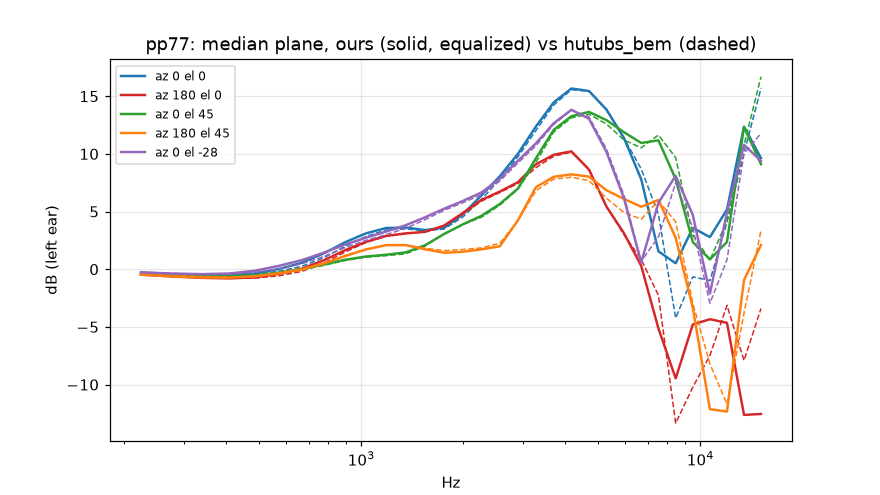 pp77: median plane, ours (solid, equalized) vs hutubs_bem (dashed)
az 0 el 0
az 180 el 0
az 0 el 45
az 180 el 45
az 0 el -28
dB (left ear)
15
10
5
0
−5
−10
10³
10⁴
Hz